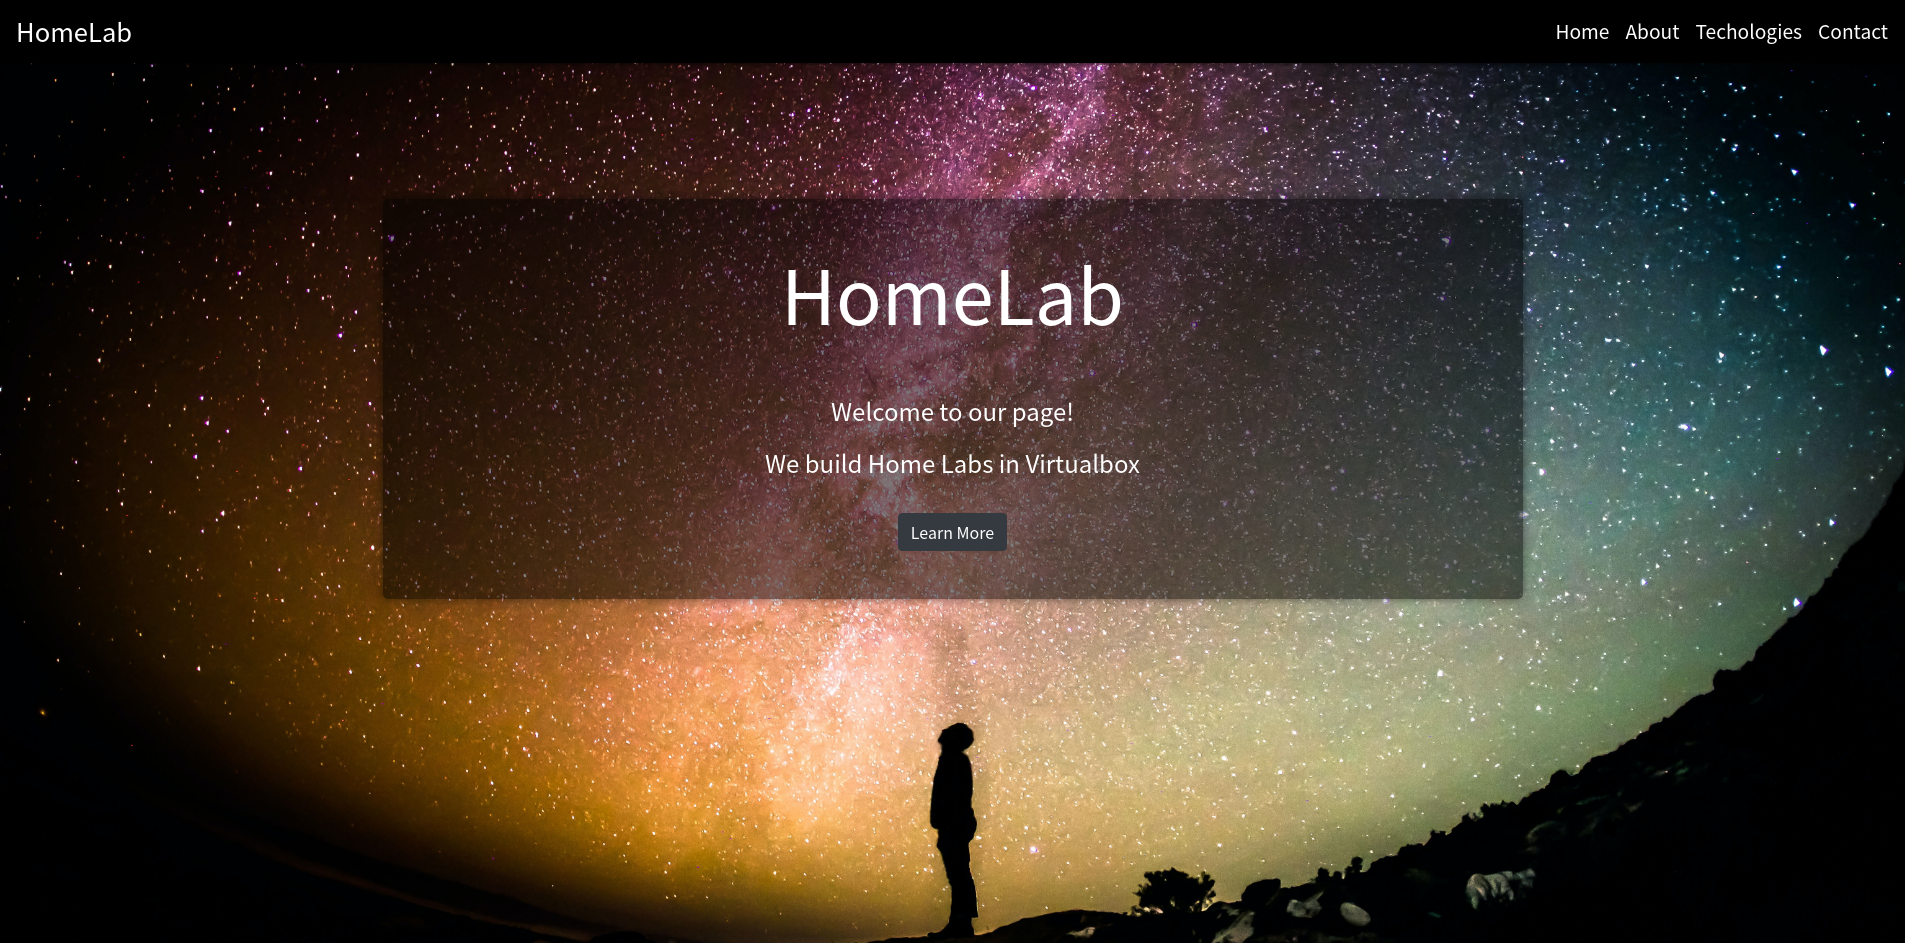 HomeLab
Home About Techologies Contact
HomeLab
Welcome to our page!
We build Home Labs in Virtualbox
Learn More